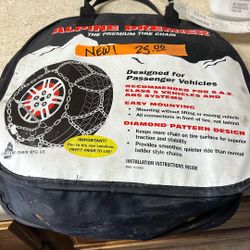 ALPINE PREMIER
THE PREMIUM TIRE CHAIN
NEW! 25.00
Designed for
Passenger Vehicles
RECOMMENDED FOR S.A.E.
CLASS S VEHICLES AND
ABS SYSTEMS
EASY MOUNTING
• Mounting without lifting or moving vehicle
• All connections in front of tire, not behind
DIAMOND PATTERN DESIGN
• Keeps more chain on tire surface for superior
traction and stability
• Provides smoother, quieter ride than normal
ladder style chains.
INSTALLATION INSTRUCTIONS INSIDE
IMPORTANT: